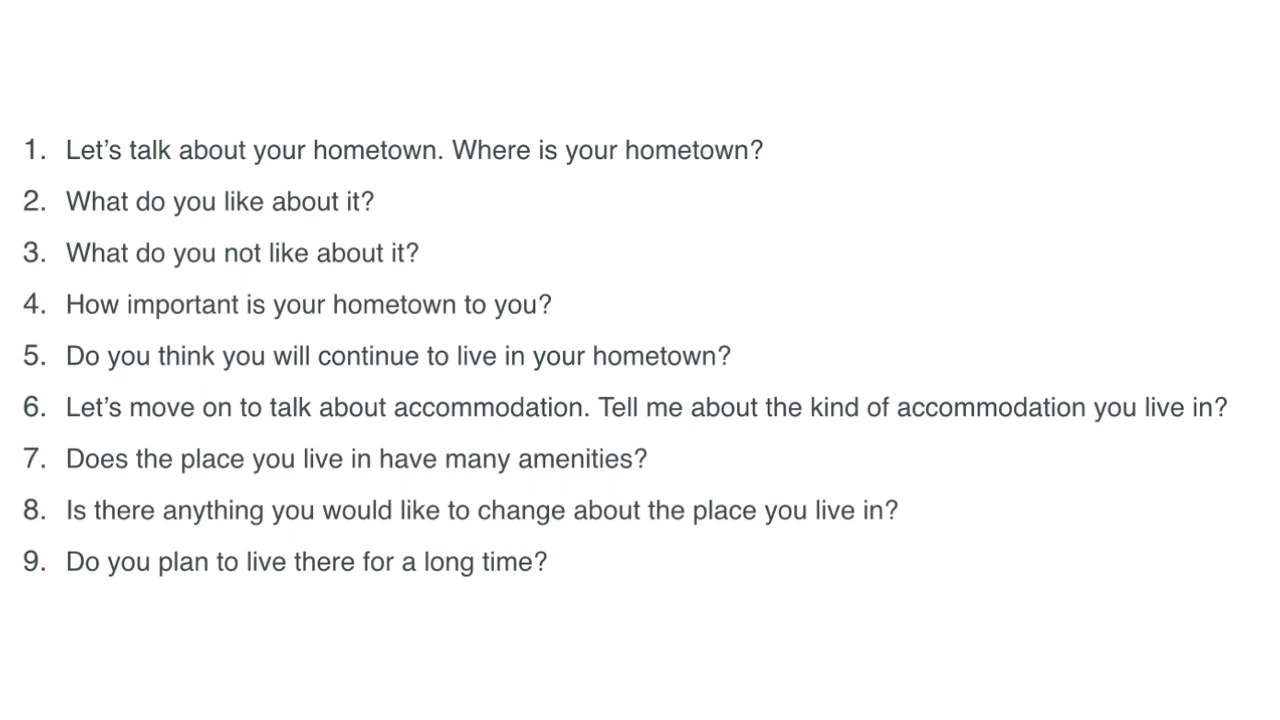 1. Let’s talk about your hometown. Where is your hometown?
2. What do you like about it?
3. What do you not like about it?
4. How important is your hometown to you?
5. Do you think you will continue to live in your hometown?
6. Let’s move on to talk about accommodation. Tell me about the kind of accommodation you live in?
7. Does the place you live in have many amenities?
8. Is there anything you would like to change about the place you live in?
9. Do you plan to live there for a long time?